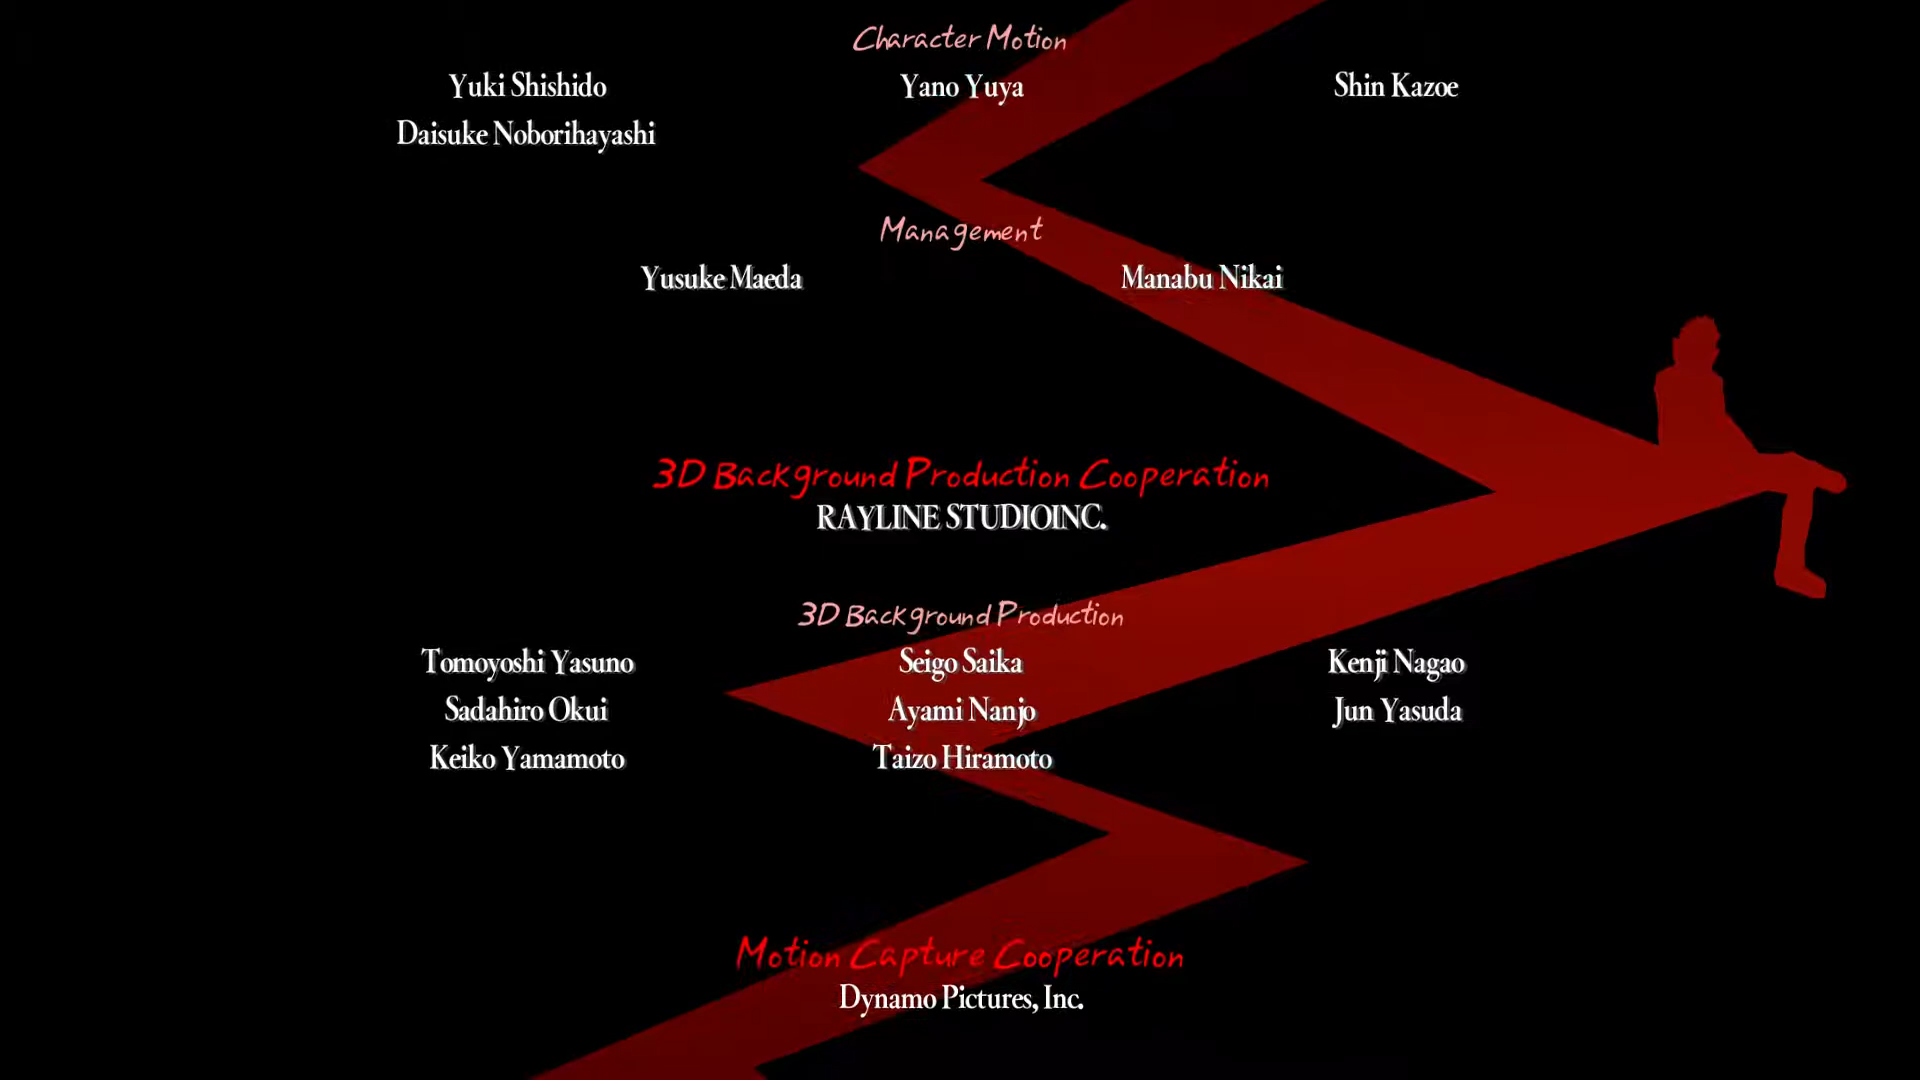 Character Motion
Yuki Shishido Yano Yuya Shin Kazoe
Daisuke Noborihayashi
Management
Yusuke Maeda Manabu Nikai
3D Background Production Cooperation
RAYLINE STUDIOINC.
3D Background Production
Tomoyoshi Yasuno Seigo Saika Kenji Nagao
Sadahiro Okui Ayami Nanjo Jun Yasuda
Keiko Yamamoto Taizo Hiramoto
Motion Capture Cooperation
Dynamo Pictures, Inc.